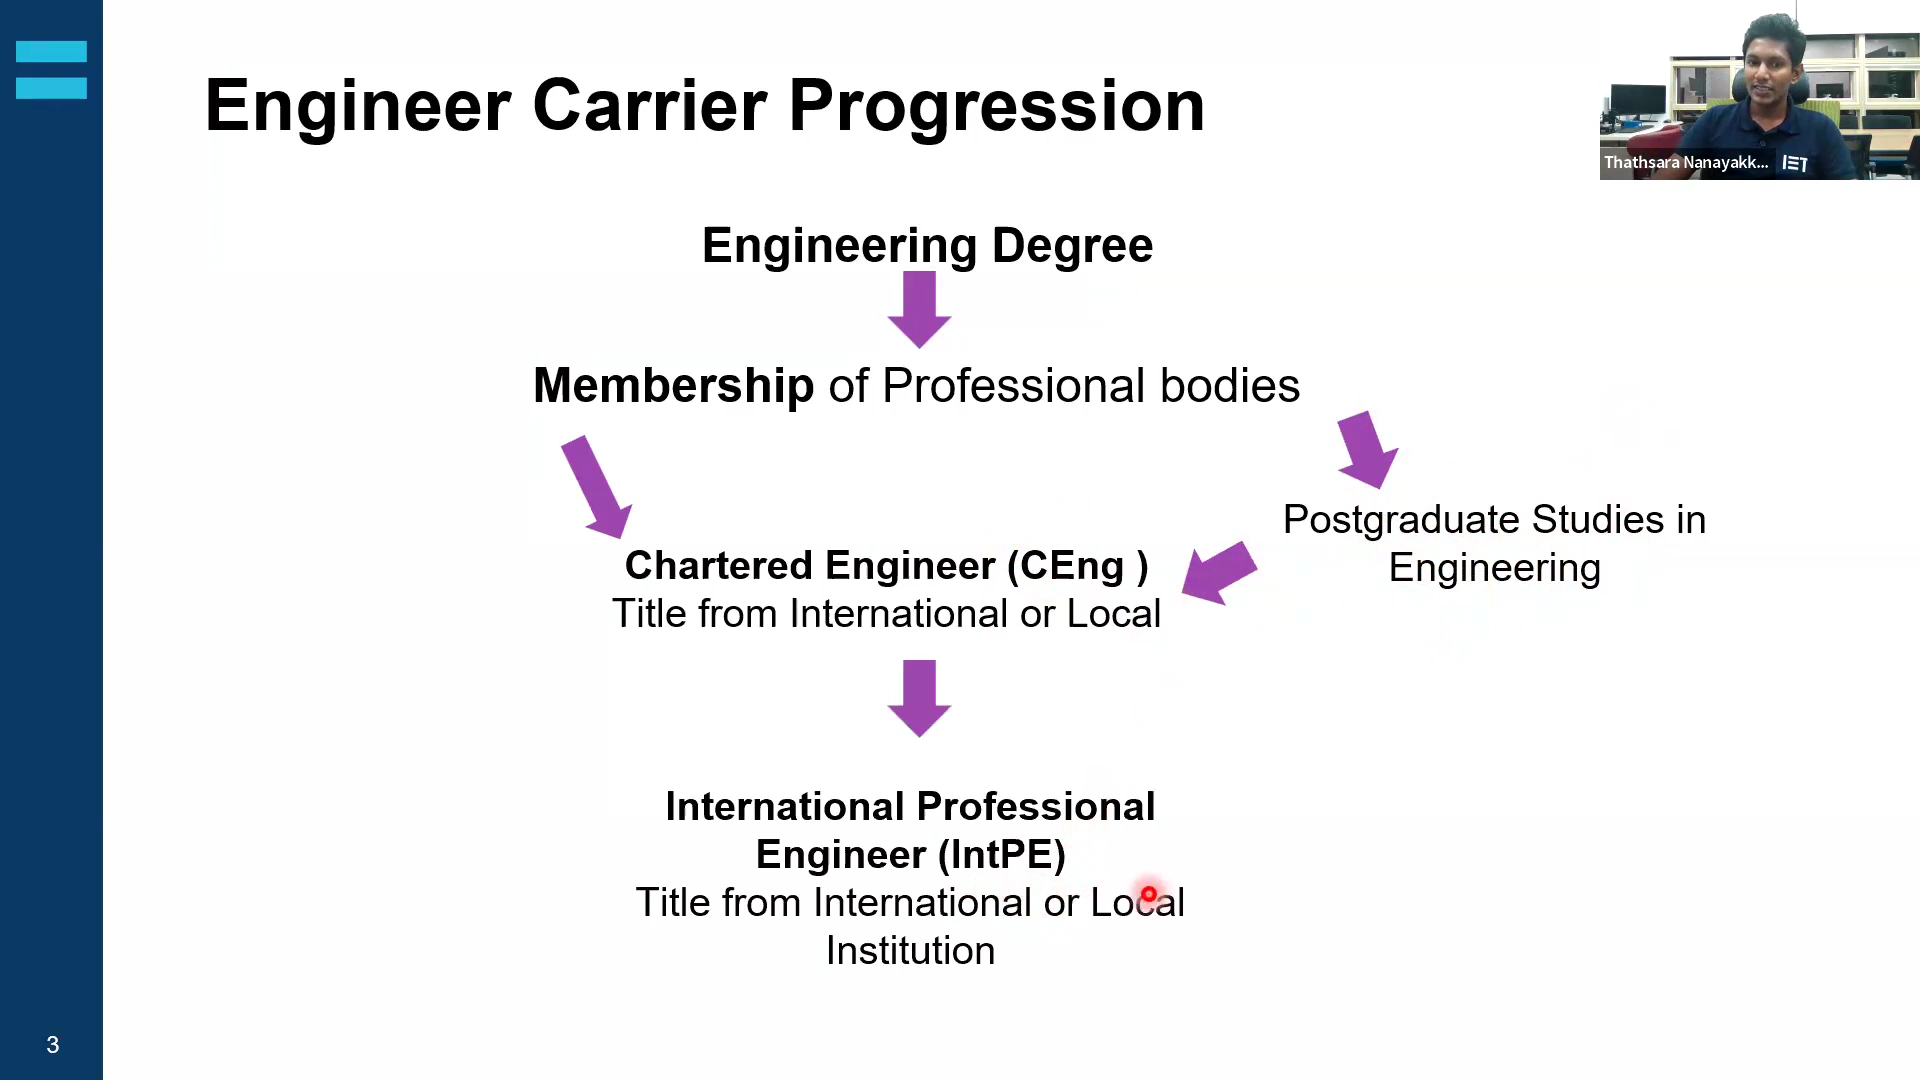 Engineer Carrier Progression
Thathsara Nanayakk...
IET
Engineering Degree
Membership of Professional bodies
Postgraduate Studies in
Engineering
Chartered Engineer (CEng )
Title from International or Local
International Professional
Engineer (IntPE)
Title from International or Local
Institution
3